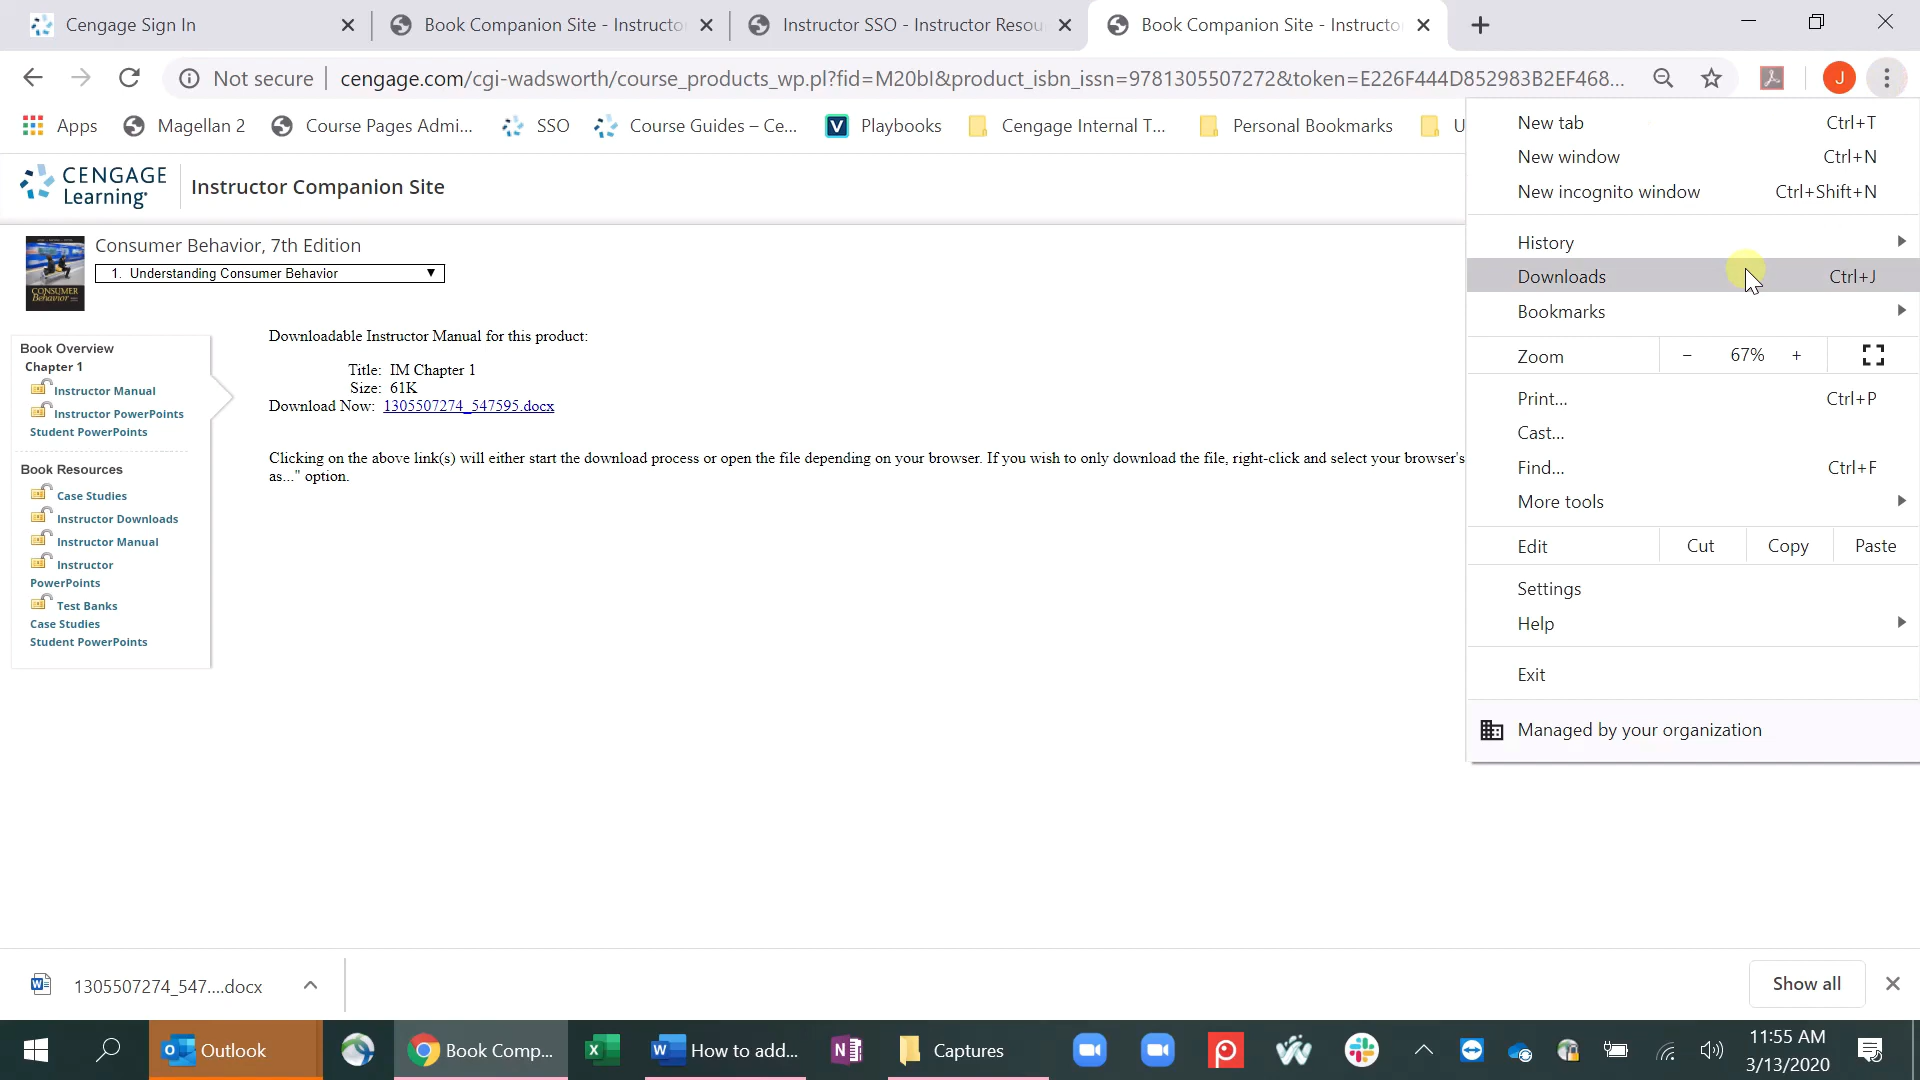 Cengage Sign In
Book Companion Site - Instructo
Instructor SSO - Instructor Resou
Book Companion Site - Instructo
Not secure
cengage.com/cgi-wadsworth/course_products_wp.pl?fid=M20bI&product_isbn_issn=9781305507272&token=E226F444D852983B2EF468...
J
Apps
Magellan 2
Course Pages Admi...
SSO
Course Guides – Ce...
V
Playbooks
Cengage Internal T...
Personal Bookmarks
U
CENGAGE
Learning
Instructor Companion Site
Consumer Behavior, 7th Edition
1. Understanding Consumer Behavior
CONSUMER
Behavior
Book Overview
Chapter 1
Instructor Manual
Instructor PowerPoints
Student PowerPoints
Book Resources
Case Studies
Instructor Downloads
Instructor Manual
Instructor
PowerPoints
Test Banks
Case Studies
Student PowerPoints
Downloadable Instructor Manual for this product:
Title: IM Chapter 1
Size: 61K
Download Now: 1305507274_547595.docx
Clicking on the above link(s) will either start the download process or open the file depending on your browser. If you wish to only download the file, right-click and select your browser's
as..." option.
New tab Ctrl+T
New window Ctrl+N
New incognito window Ctrl+Shift+N
History
Downloads Ctrl+J
Bookmarks
Zoom - 67% +
Print... Ctrl+P
Cast...
Find... Ctrl+F
More tools
Edit Cut Copy Paste
Settings
Help
Exit
Managed by your organization
1305507274_547....docx
Show all
Outlook
Book Comp...
How to add...
Captures
11:55 AM
3/13/2020